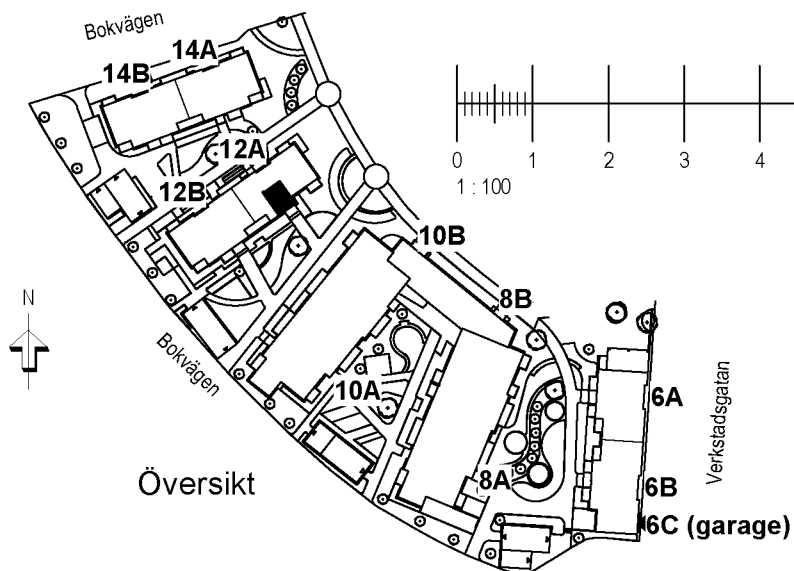 Bokvägen
14A
14B
12A
12B
0 1 2 3 4
1 : 100
10B
8B
N
Bokvägen
10A
6A
Verkstadsgatan
8A
6B
Översikt
6C (garage)